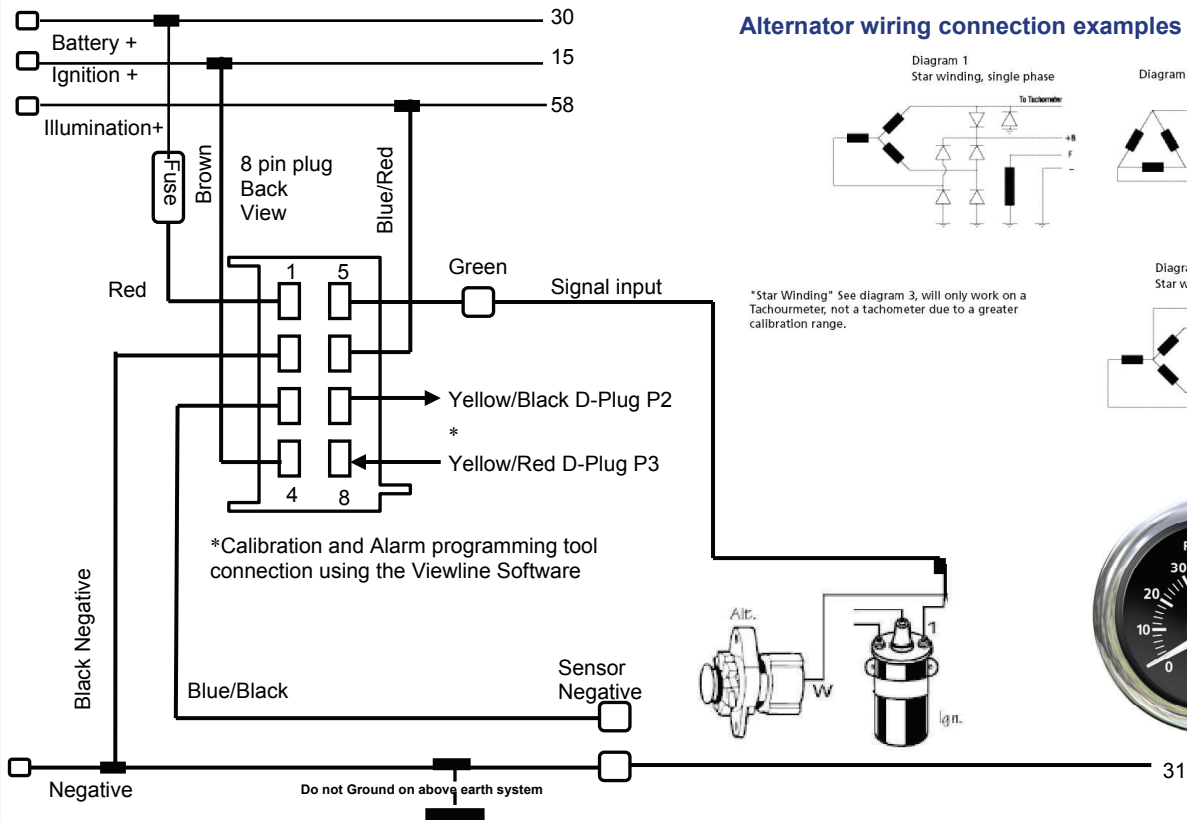 30
Battery +
15
Ignition +
58
Illumination+
Fuse
Brown
8 pin plug
Back
View
Blue/Red
Alternator wiring connection examples
Diagram 1
Star winding, single phase
To Tachometer
+B
F
–
Diagram
Red
1 5
Green
Signal input
"Star Winding" See diagram 3, will only work on a
Tachourmeter, not a tachometer due to a greater
calibration range.
Star w
Yellow/Black D-Plug P2
*
Yellow/Red D-Plug P3
4 8
*Calibration and Alarm programming tool
connection using the Viewline Software
30
20
10
0
Black Negative
Blue/Black
Sensor
Negative
Alt.
W
1
Ign.
Negative
Do not Ground on above earth system
31